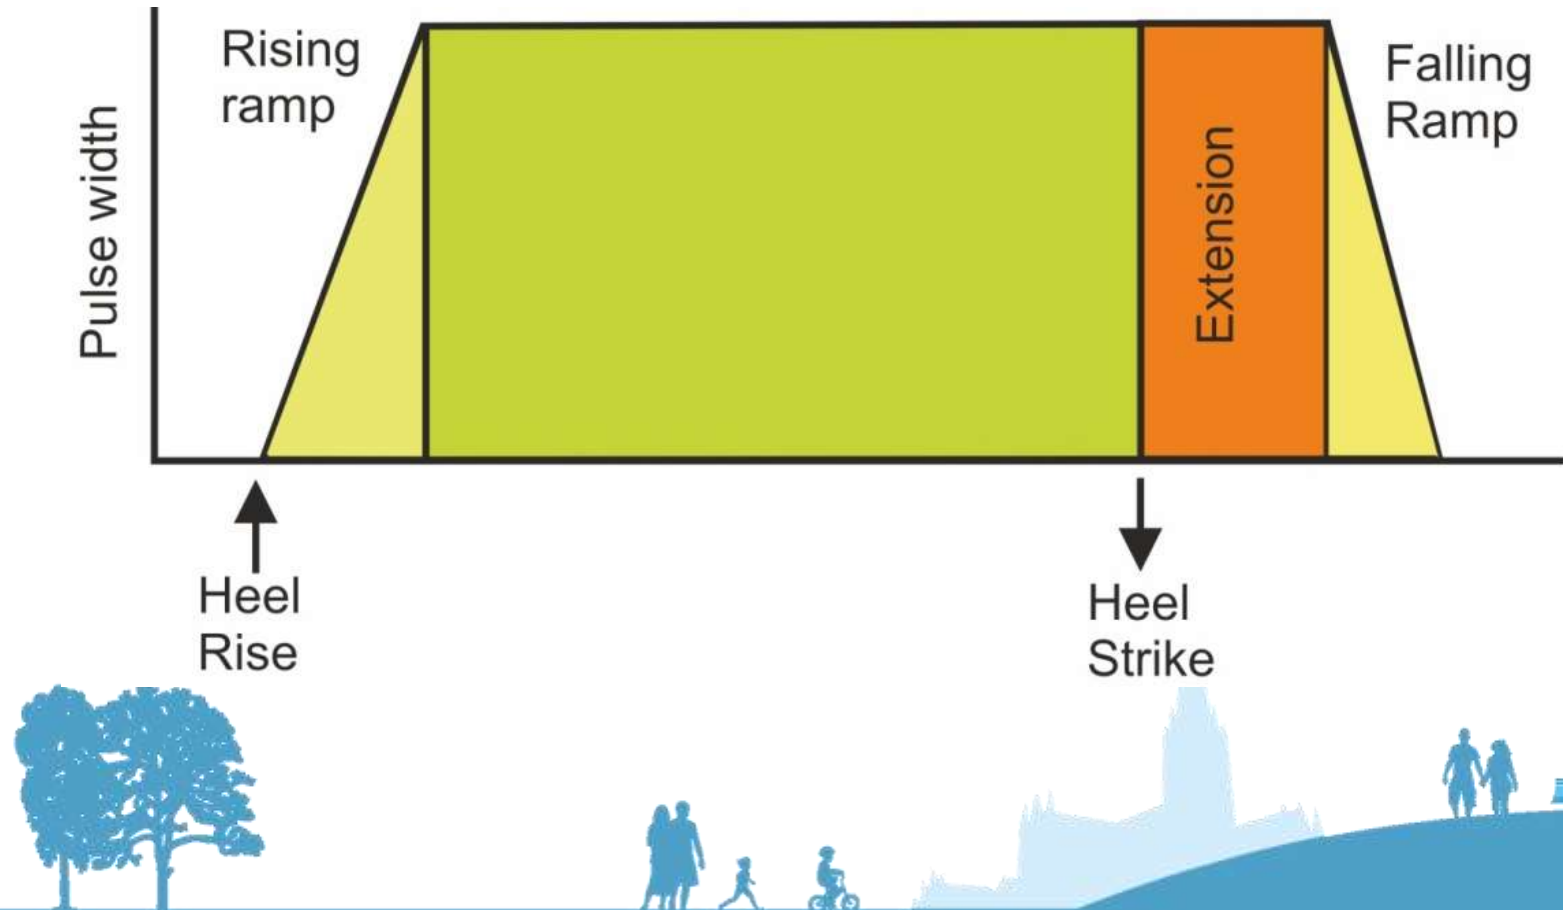 Rising
ramp
Falling
Ramp
Pulse width
Extension
Heel
Rise
Heel
Strike